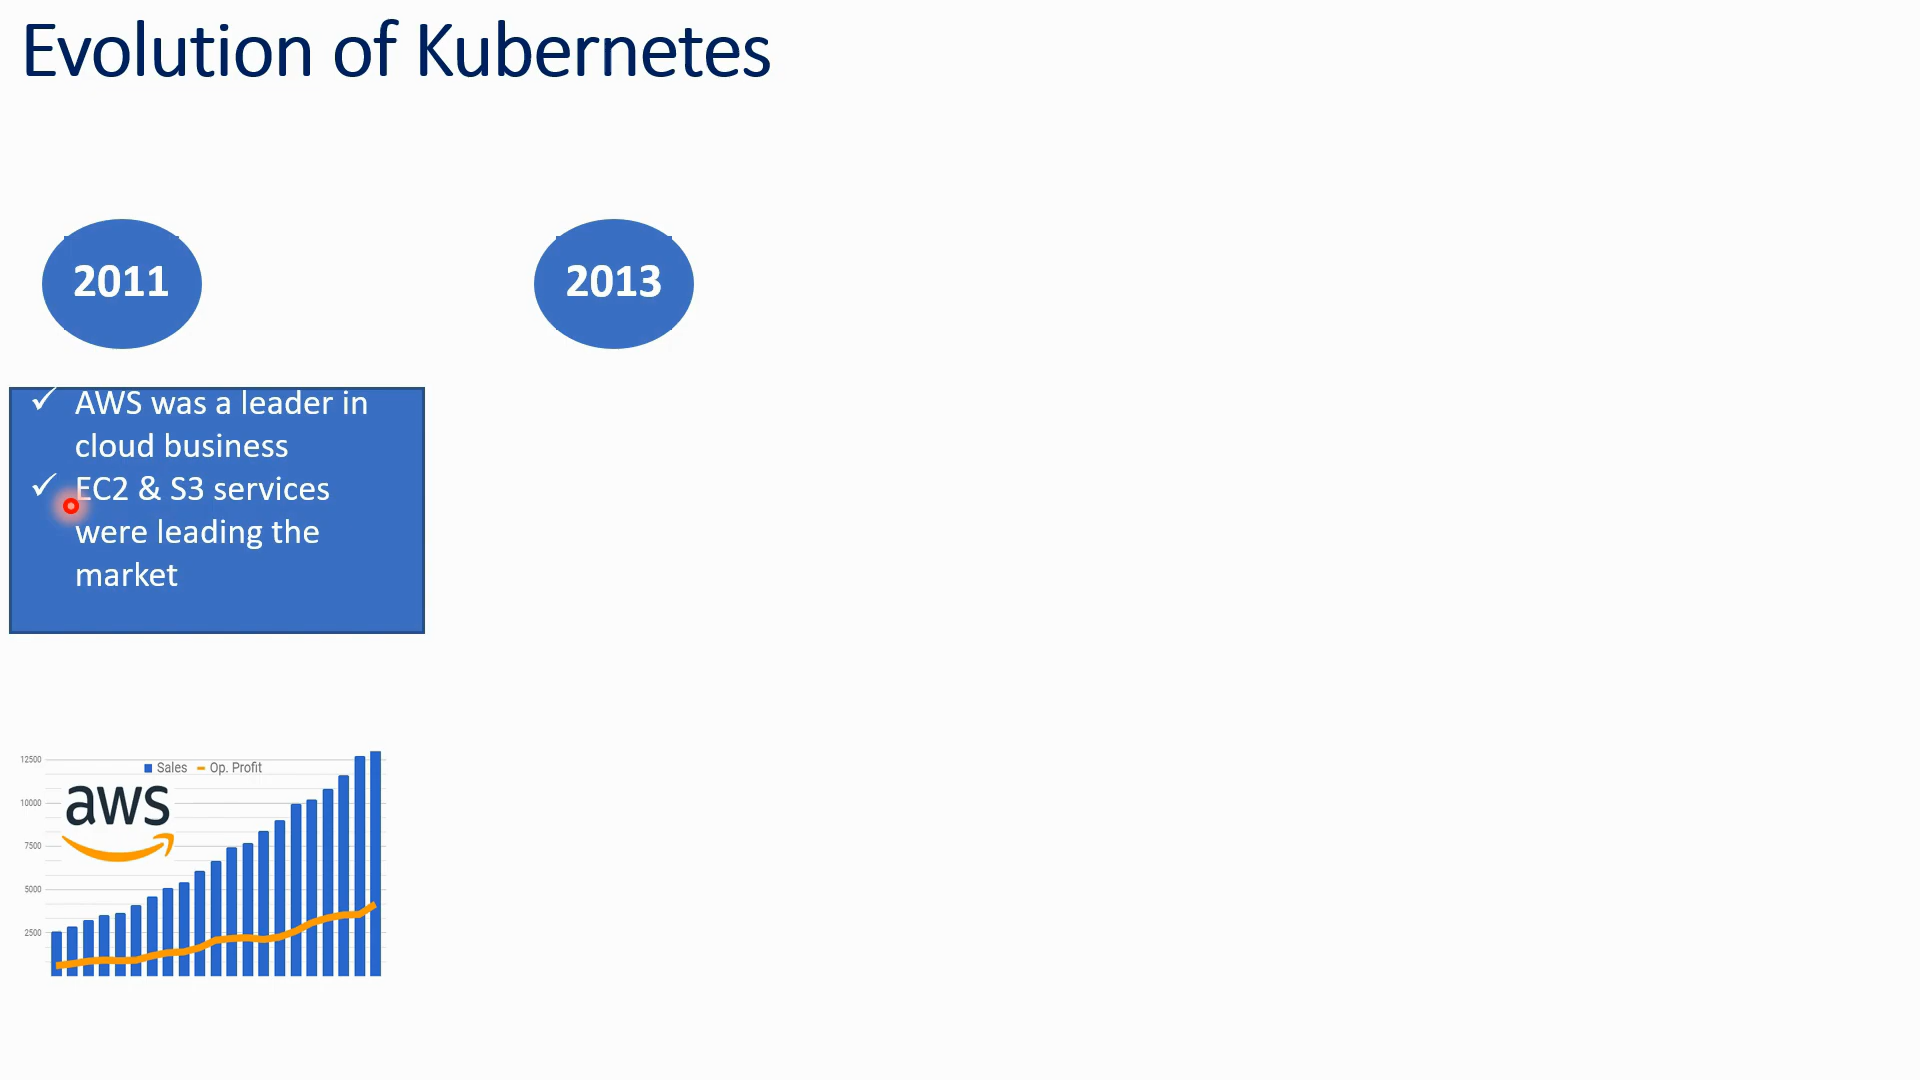 Evolution of Kubernetes
2011
2013
✓ AWS was a leader in
cloud business
✓ EC2 & S3 services
were leading the
market
12500
Sales Op. Profit
aws
10000
7500
5000
2500